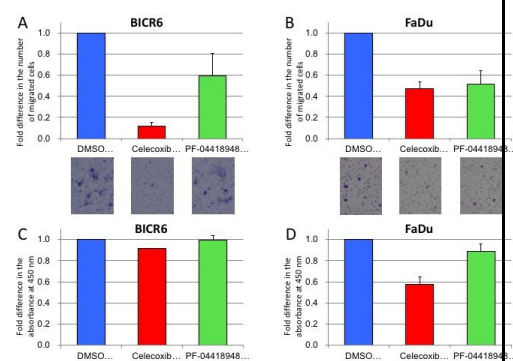 A
BICR6
Fold difference in the number
of migrated cells
1.0
0.8
0.6
0.4
0.2
0.0
DMSO...
Celecoxib...
PF-04418948...
B
FaDu
Fold difference in the number
of migrated cells
1.0
0.8
0.6
0.4
0.2
0.0
DMSO...
Celecoxib...
PF-04418948...
C
BICR6
Fold difference in the
absorbance at 450 nm
1.0
0.8
0.6
0.4
0.2
0.0
DMSO...
Celecoxib...
PF-04418948...
D
FaDu
Fold difference in the
absorbance at 450 nm
1.0
0.8
0.6
0.4
0.2
0.0
DMSO...
Celecoxib...
PF-04418948...